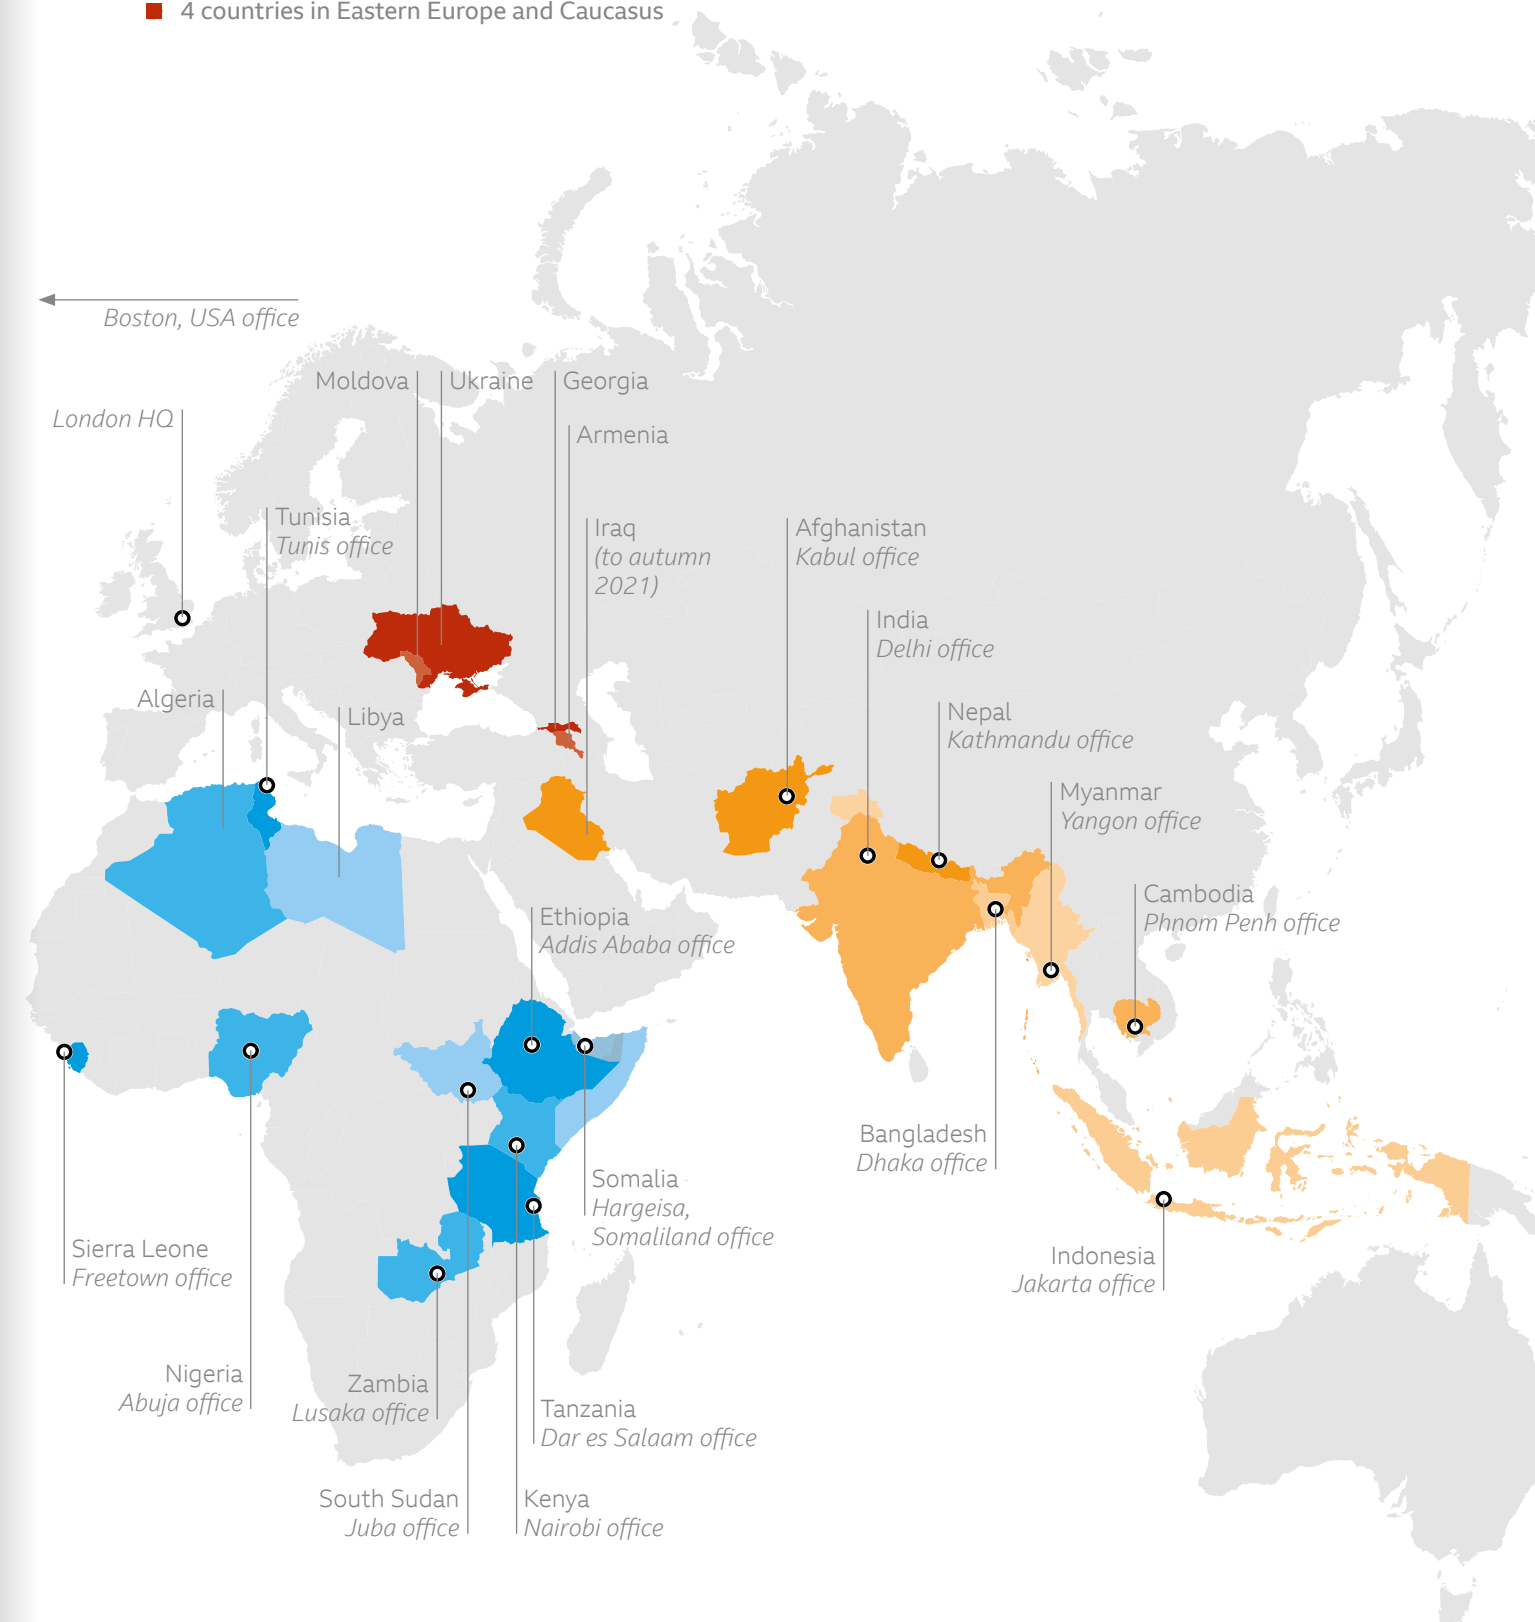 4 countries in Eastern Europe and Caucasus
Boston, USA office
Moldova
Ukraine
Georgia
London HQ
Armenia
Tunisia
Tunis office
Iraq
(to autumn
2021)
Afghanistan
Kabul office
India
Delhi office
Algeria
Libya
Nepal
Kathmandu office
Myanmar
Yangon office
Cambodia
Phnom Penh office
Ethiopia
Addis Ababa office
Bangladesh
Dhaka office
Somalia
Hargeisa,
Somaliland office
Sierra Leone
Freetown office
Indonesia
Jakarta office
Nigeria
Abuja office
Zambia
Lusaka office
Tanzania
Dar es Salaam office
South Sudan
Juba office
Kenya
Nairobi office